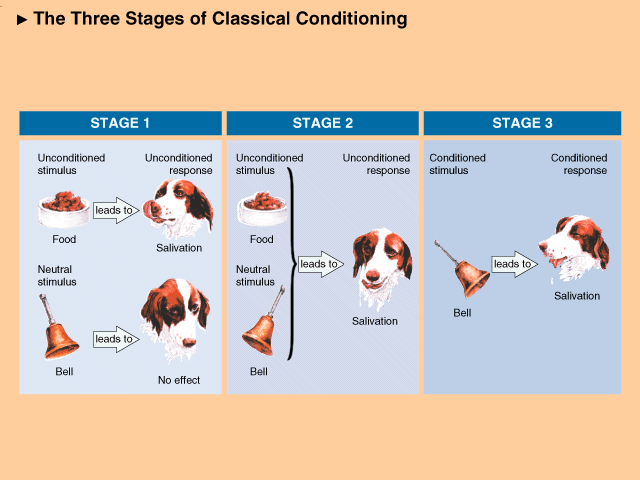 ► The Three Stages of Classical Conditioning
STAGE 1
Unconditioned
stimulus
Unconditioned
response
leads to
Food
Salivation
Neutral
stimulus
leads to
Bell
No effect
STAGE 2
Unconditioned
stimulus
Unconditioned
response
Food
leads to
Neutral
stimulus
Salivation
Bell
STAGE 3
Conditioned
stimulus
Conditioned
response
leads to
Bell
Salivation